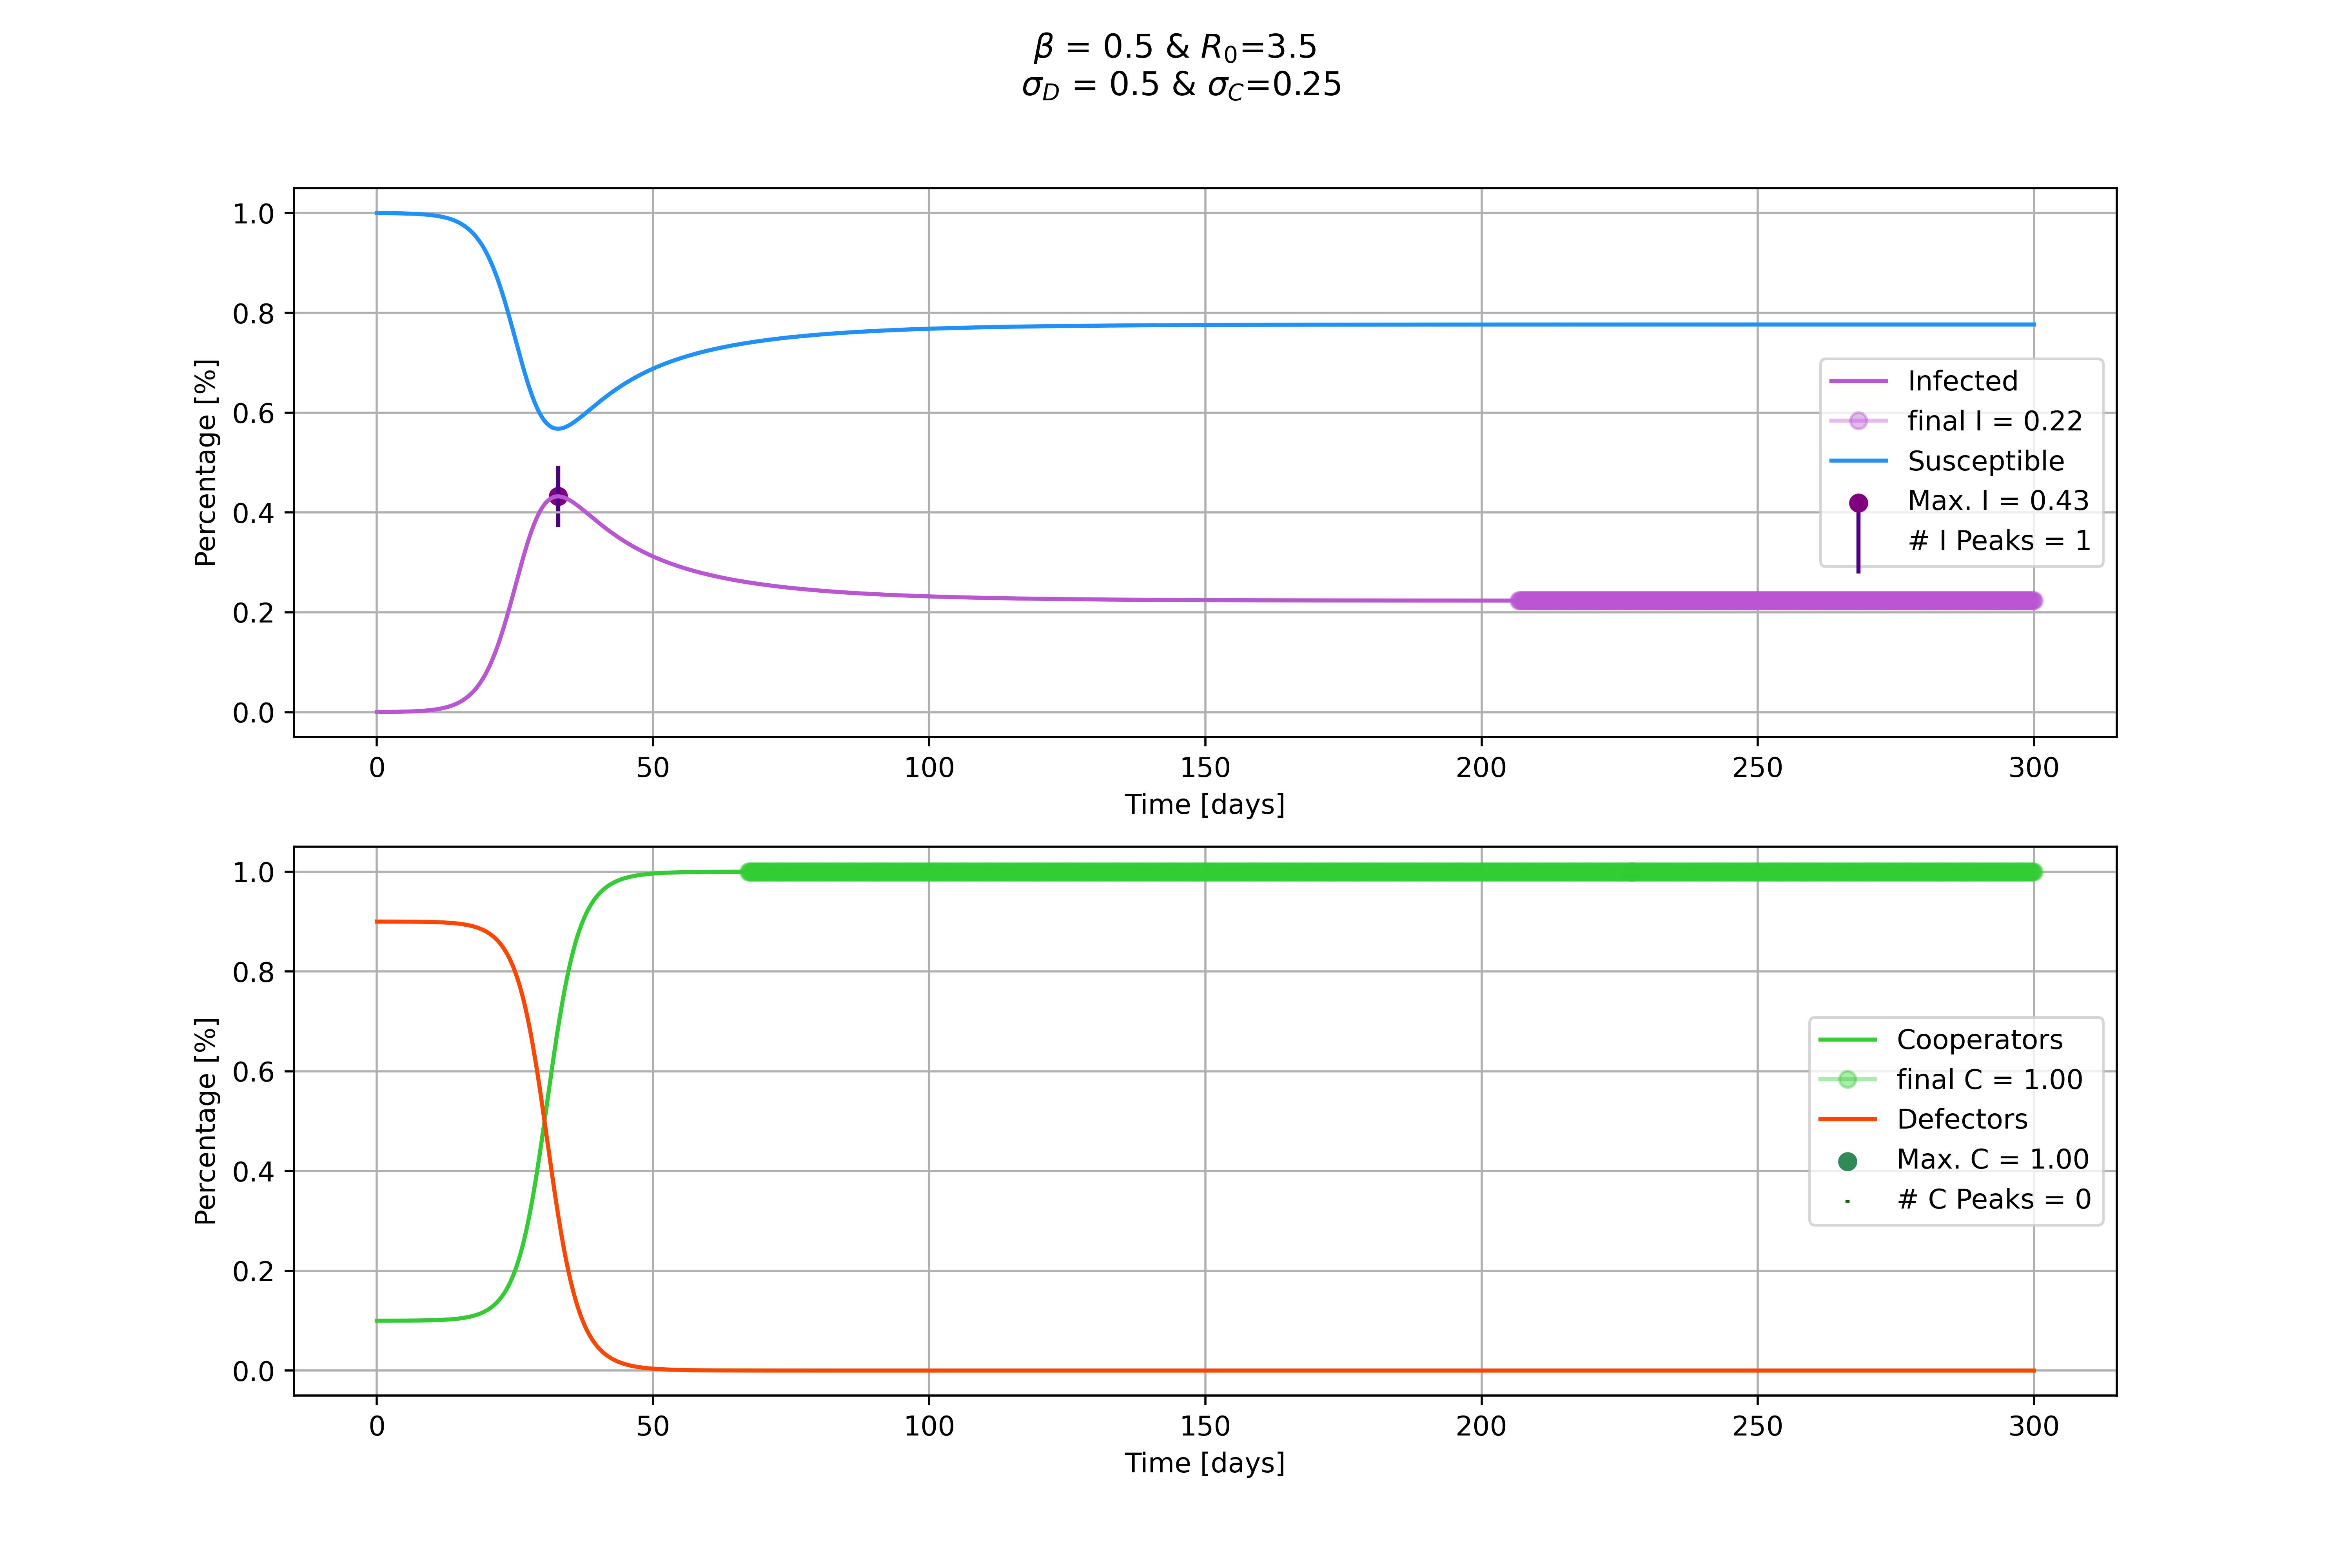 β = 0.5 & R₀=3.5
σ_D = 0.5 & σ_C=0.25
1.0
0.8
0.6
0.4
0.2
0.0
Percentage [%]
Infected
final I = 0.22
Susceptible
Max. I = 0.43
# I Peaks = 1
0 50 100 150 200 250 300
Time [days]
1.0
0.8
0.6
0.4
0.2
0.0
Percentage [%]
Cooperators
final C = 1.00
Defectors
Max. C = 1.00
# C Peaks = 0
0 50 100 150 200 250 300
Time [days]